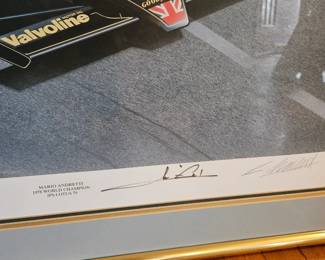 GOOD
Valvoline
MARIO ANDRETTI
1978 WORLD CHAMPION
JPS LOTUS 79